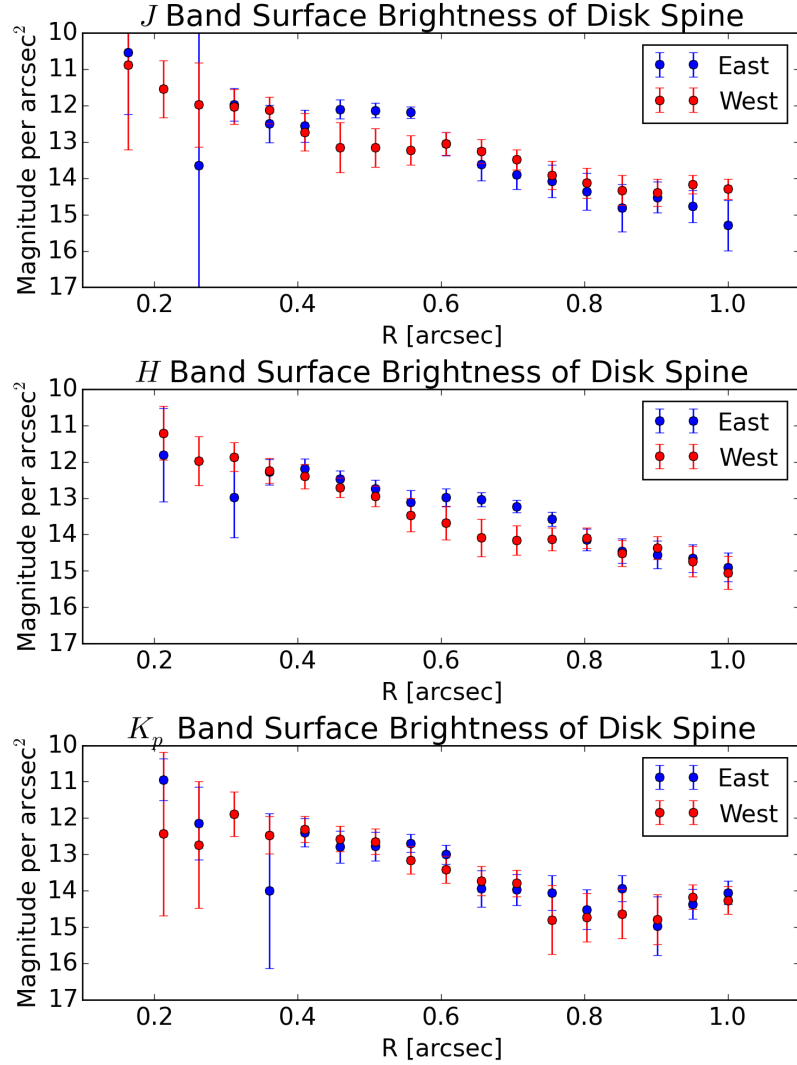 J Band Surface Brightness of Disk Spine
10
11
12
13
14
15
16
17
Magnitude per arcsec²
East
West
0.2 0.4 0.6 0.8 1.0
R [arcsec]
H Band Surface Brightness of Disk Spine
10
11
12
13
14
15
16
17
Magnitude per arcsec²
East
West
0.2 0.4 0.6 0.8 1.0
R [arcsec]
K_p Band Surface Brightness of Disk Spine
10
11
12
13
14
15
16
17
Magnitude per arcsec²
East
West
0.2 0.4 0.6 0.8 1.0
R [arcsec]